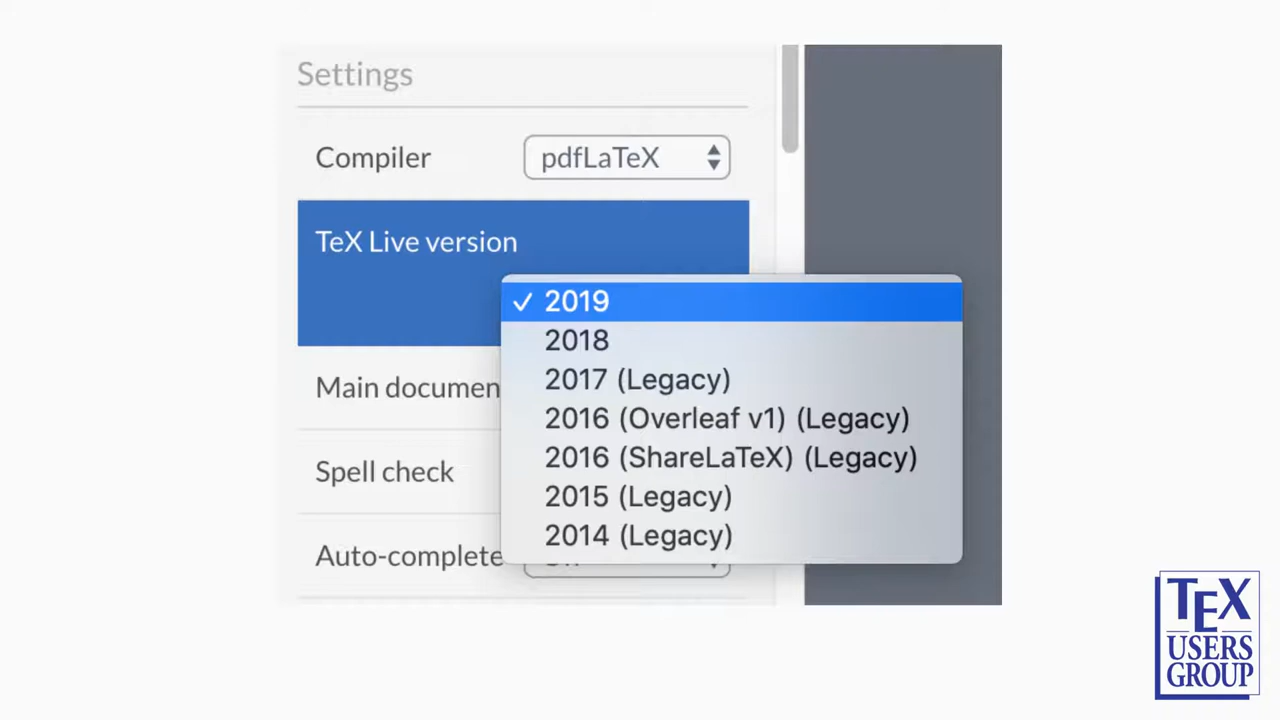 Settings
Compiler pdfLaTeX
TeX Live version
✓ 2019
2018
2017 (Legacy)
Main documen
2016 (Overleaf v1) (Legacy)
2016 (ShareLaTeX) (Legacy)
Spell check
2015 (Legacy)
2014 (Legacy)
Auto-complete
TEX
USERS
GROUP